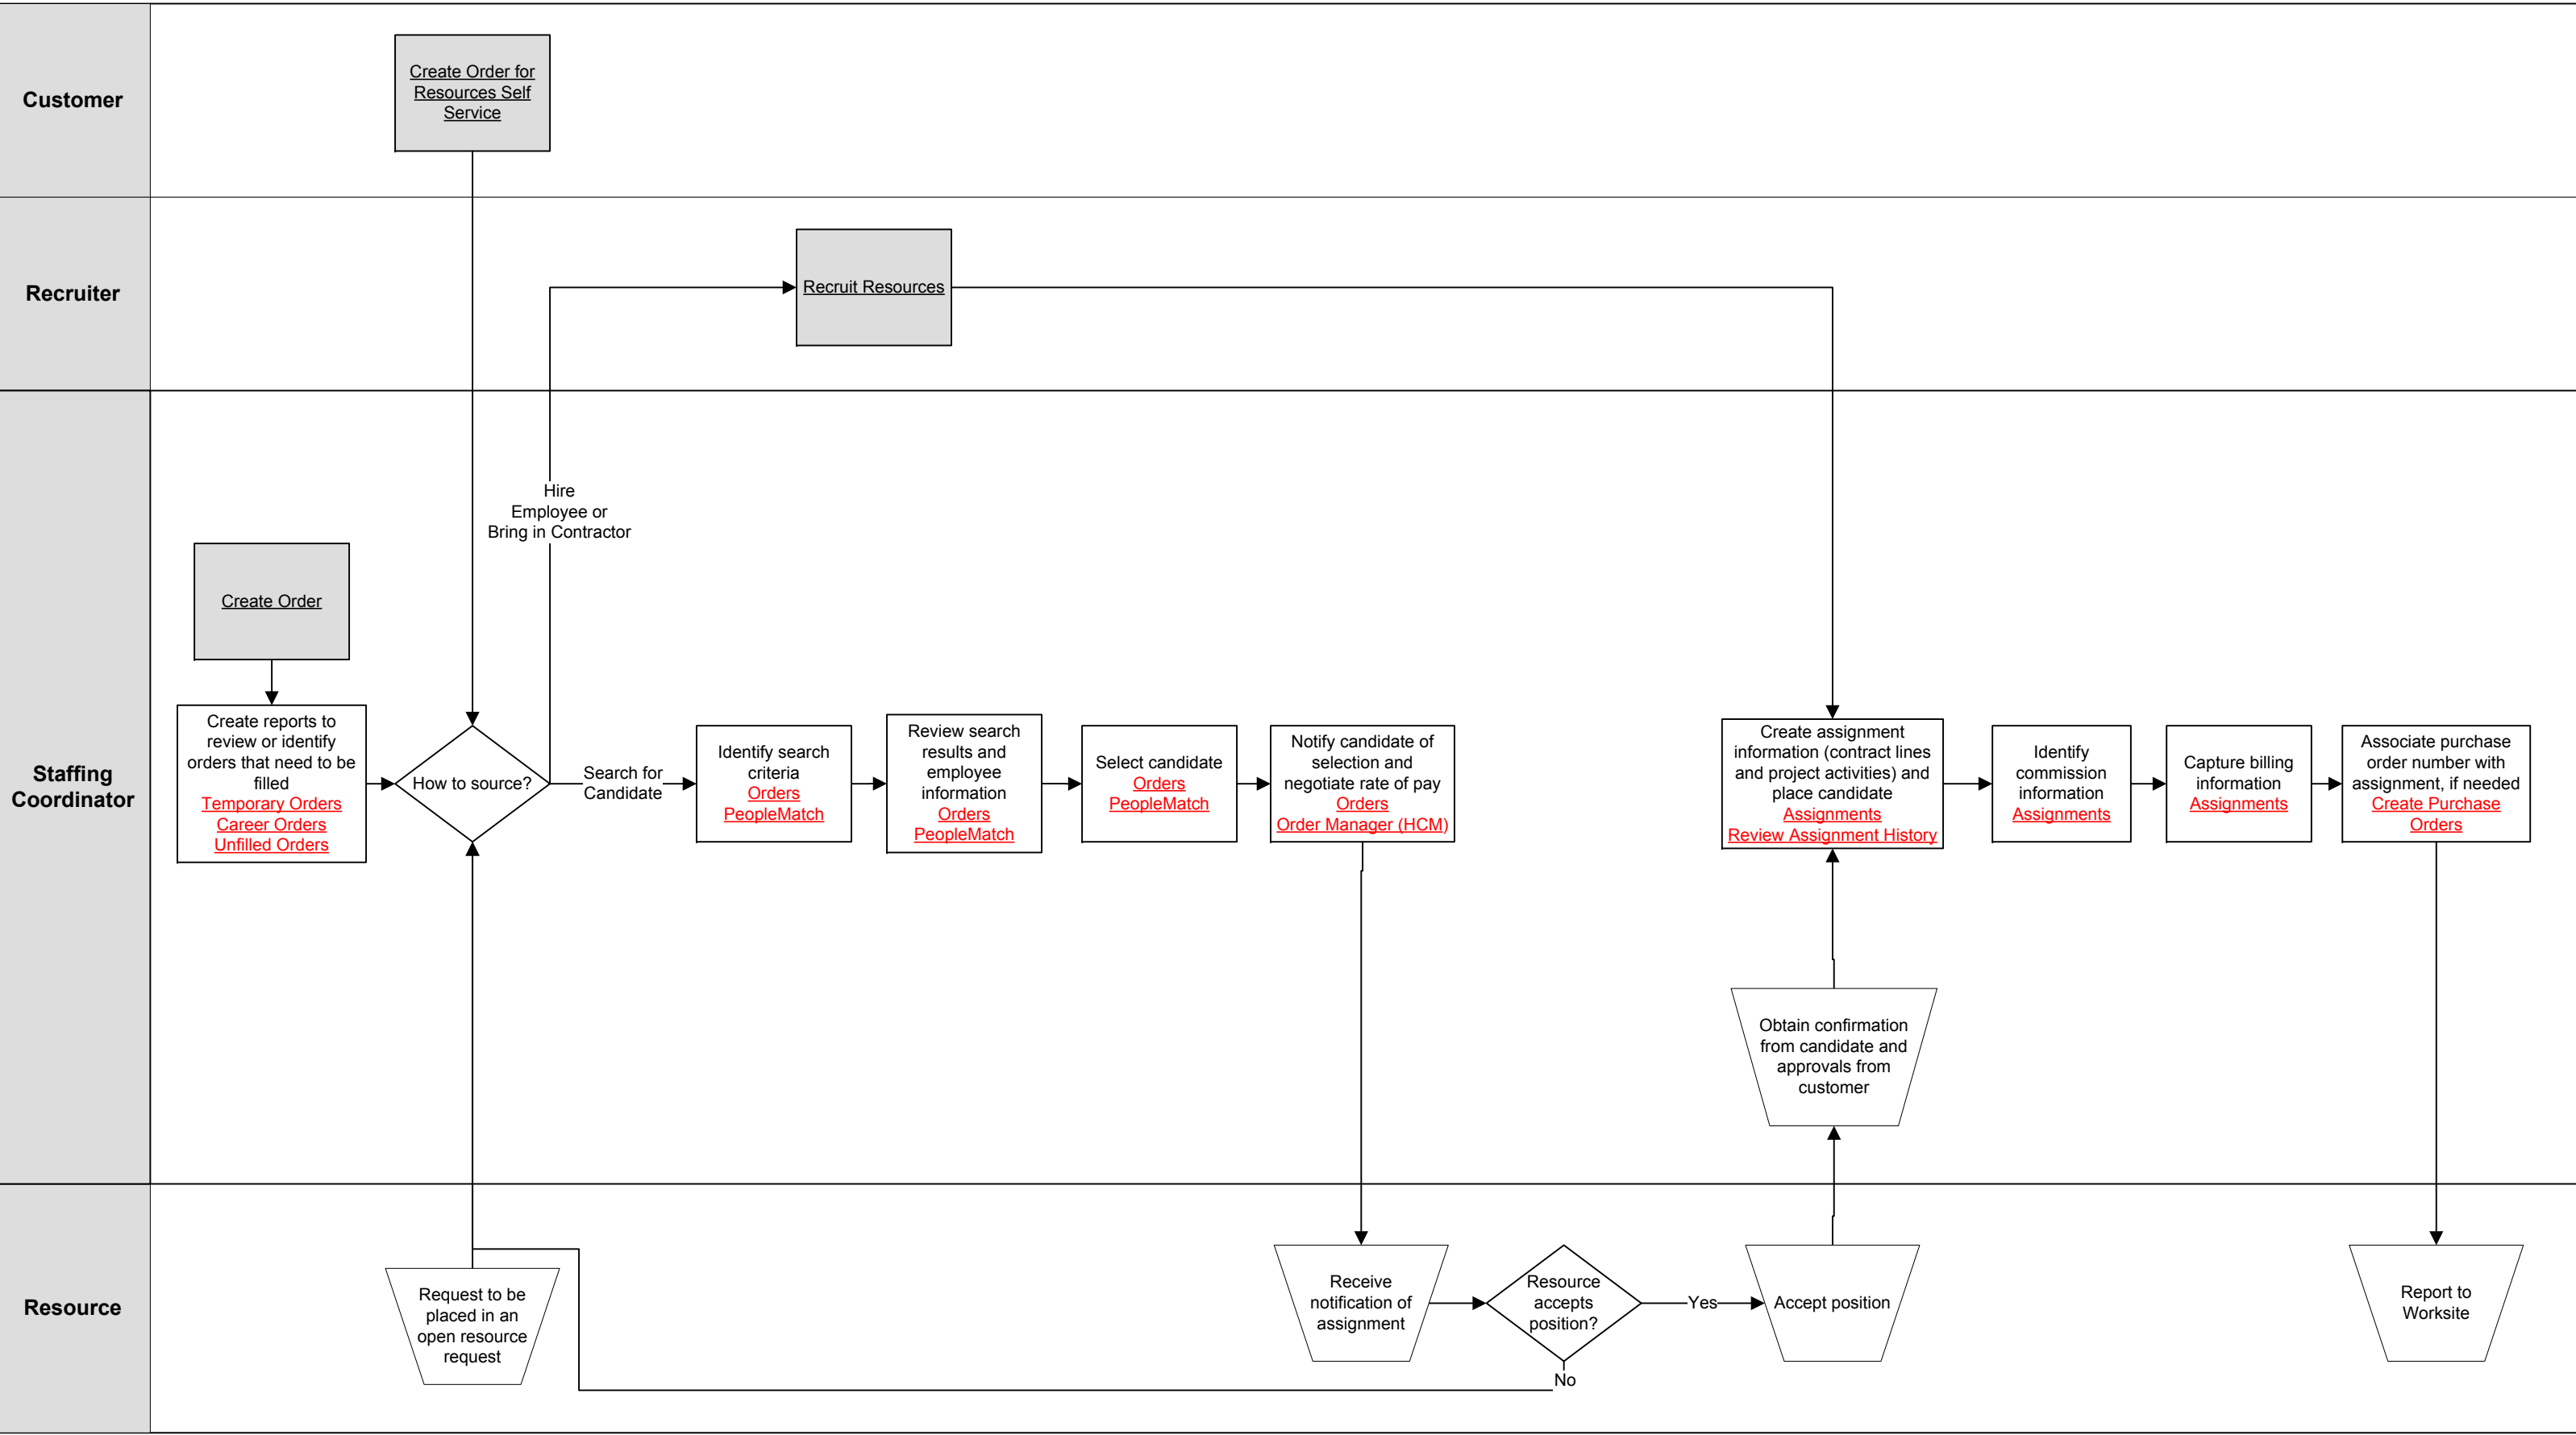 Customer
Create Order for
Resources Self
Service
Recruiter
Recruit Resources
Hire
Employee or
Bring in Contractor
Staffing
Coordinator
Create Order
Create reports to
review or identify
orders that need to be
filled
Temporary Orders
Career Orders
Unfilled Orders
How to source?
Search for
Candidate
Identify search
criteria
Orders
PeopleMatch
Review search
results and
employee
information
Orders
PeopleMatch
Select candidate
Orders
PeopleMatch
Notify candidate of
selection and
negotiate rate of pay
Orders
Order Manager (HCM)
Create assignment
information (contract lines
and project activities) and
place candidate
Assignments
Review Assignment History
Identify
commission
information
Assignments
Capture billing
information
Assignments
Associate purchase
order number with
assignment, if needed
Create Purchase
Orders
Obtain confirmation
from candidate and
approvals from
customer
Resource
Request to be
placed in an
open resource
request
Receive
notification of
assignment
Resource
accepts
position?
Yes
No
Accept position
Report to
Worksite